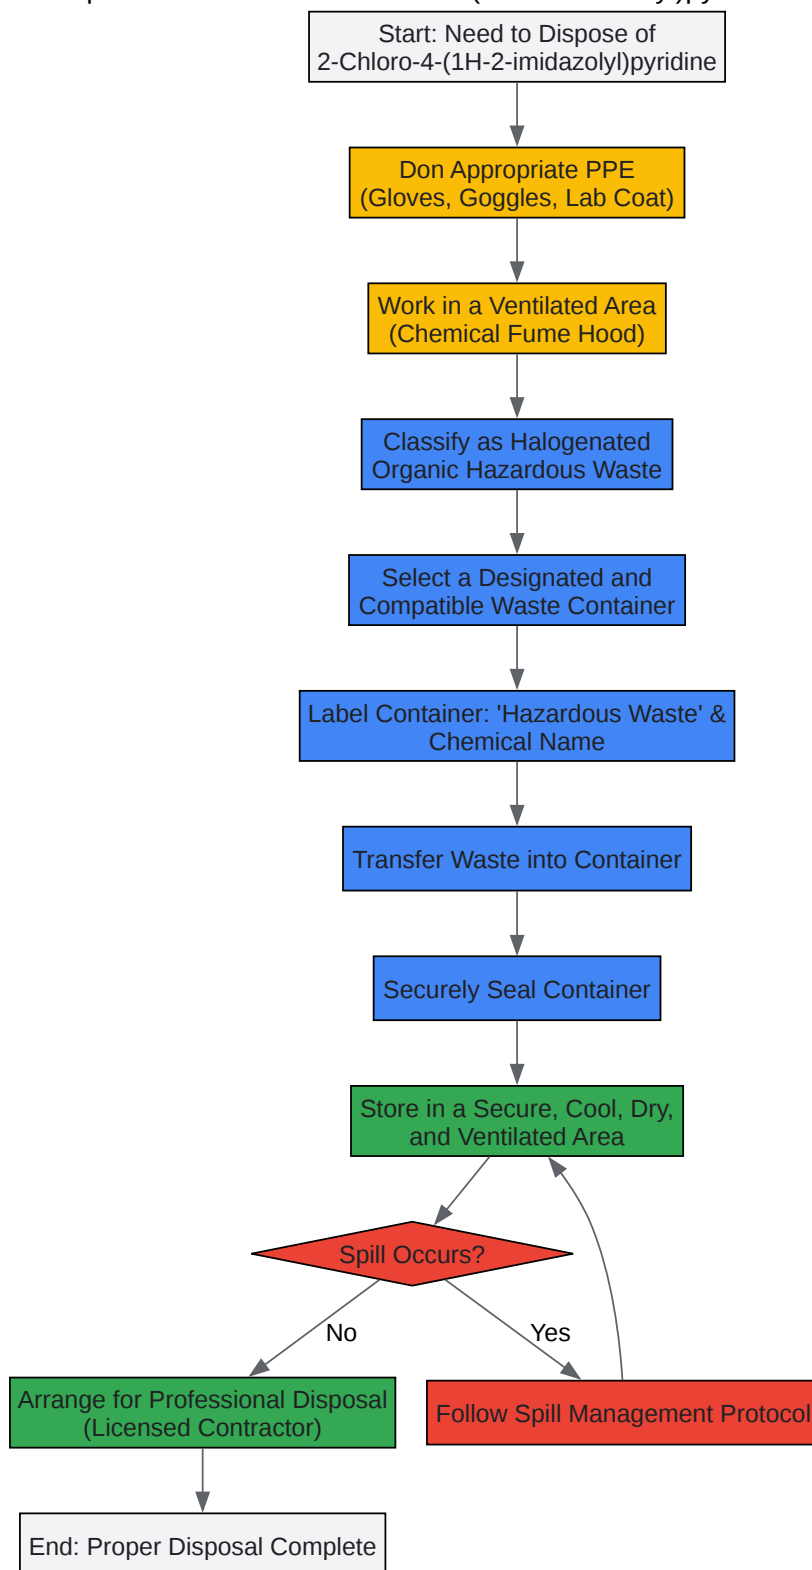 Start: Need to Dispose of
2-Chloro-4-(1H-2-imidazolyl)pyridine
Don Appropriate PPE
(Gloves, Goggles, Lab Coat)
Work in a Ventilated Area
(Chemical Fume Hood)
Classify as Halogenated
Organic Hazardous Waste
Select a Designated and
Compatible Waste Container
Label Container: 'Hazardous Waste' &
Chemical Name
Transfer Waste into Container
Securely Seal Container
Store in a Secure, Cool, Dry,
and Ventilated Area
Spill Occurs?
No
Yes
Arrange for Professional Disposal
(Licensed Contractor)
Follow Spill Management Protocol
End: Proper Disposal Complete